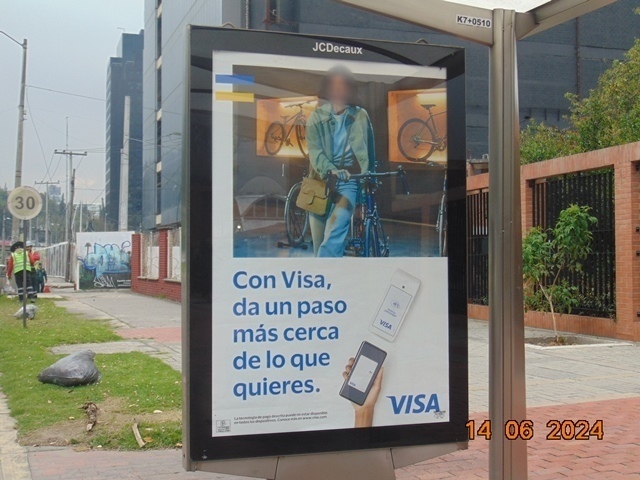 K7+0510
JCDecaux
30
Con Visa,
da un paso
más cerca
de lo que
quieres.
VISA
VISA
14 06 2024